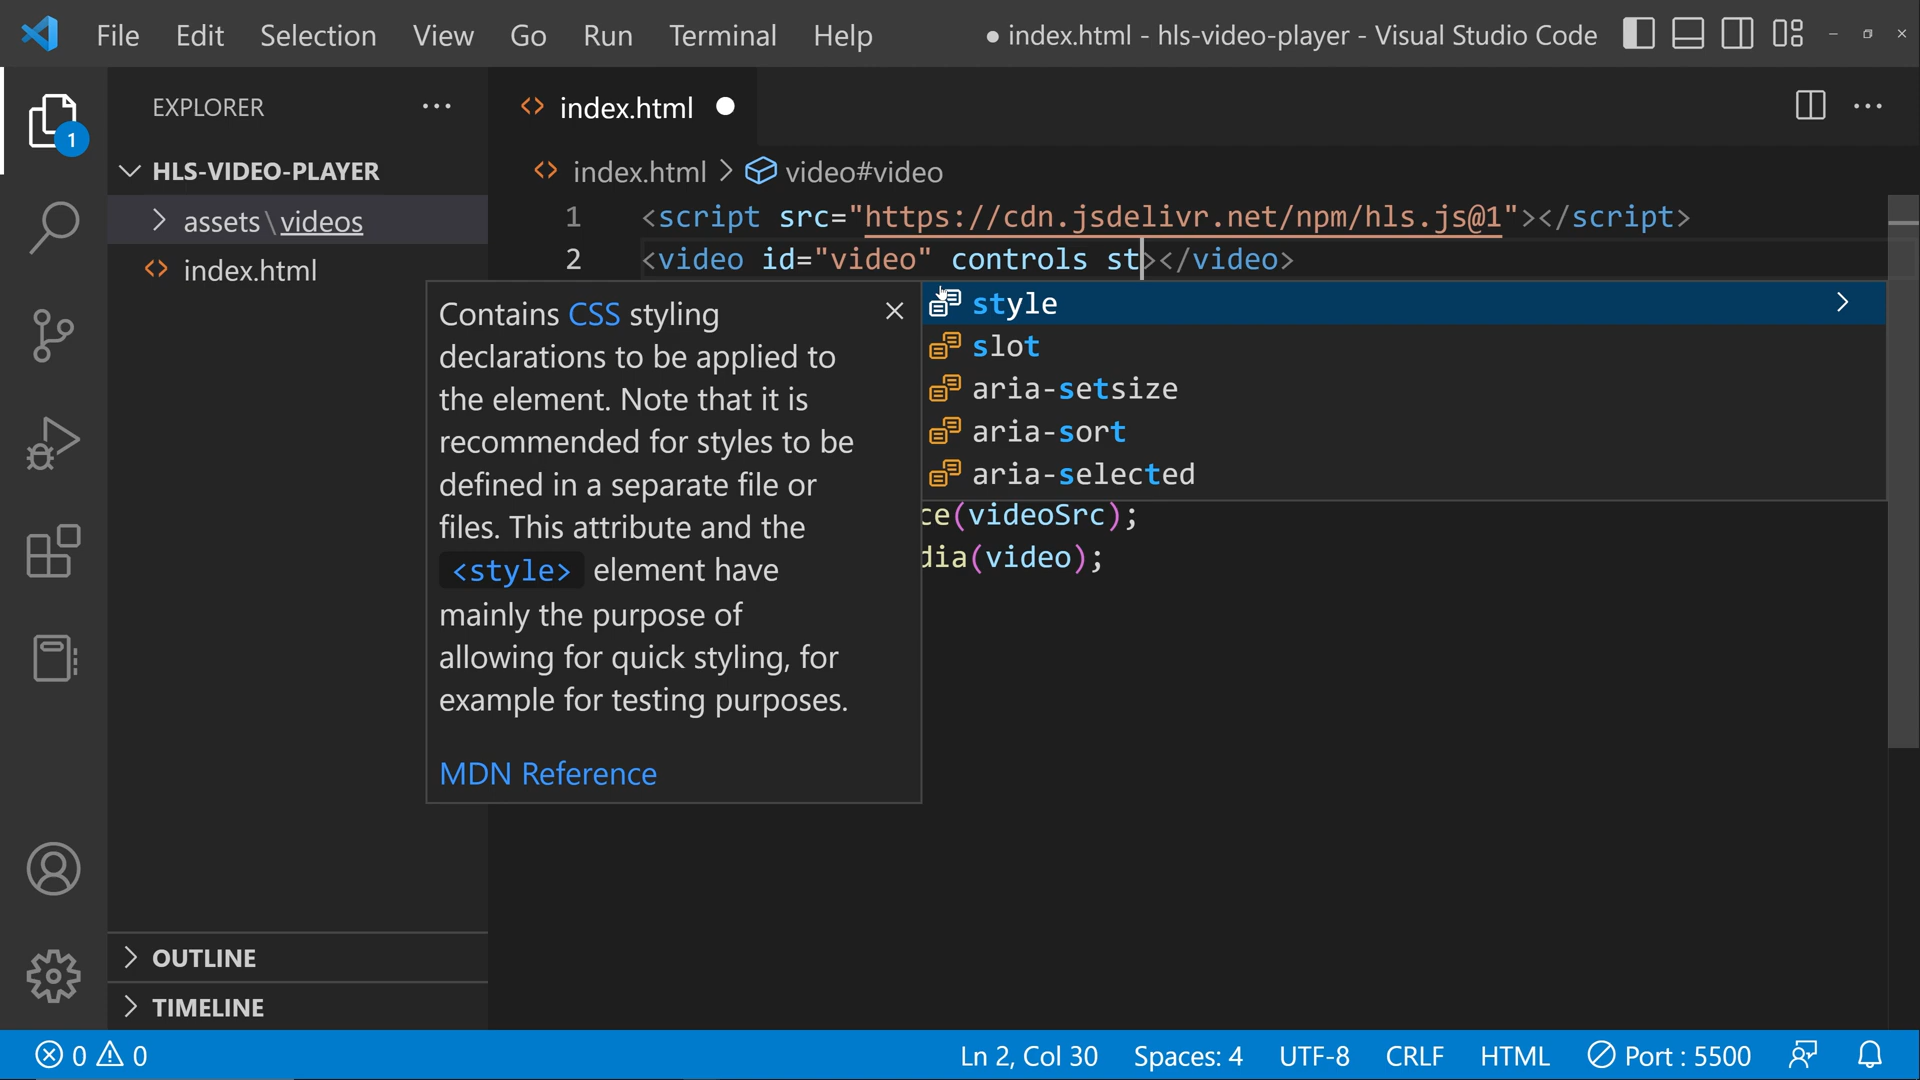 File Edit Selection View Go Run Terminal Help ● index.html - hls-video-player - Visual Studio Code
EXPLORER
1
HLS-VIDEO-PLAYER
assets\videos
index.html
OUTLINE
TIMELINE
index.html
index.html > video#video
1 <script src="https://cdn.jsdelivr.net/npm/hls.js@1"></script>
2 <video id="video" controls st></video>
Contains CSS styling
declarations to be applied to
the element. Note that it is
recommended for styles to be
defined in a separate file or
files. This attribute and the
<style> element have
mainly the purpose of
allowing for quick styling, for
example for testing purposes.
MDN Reference
style
slot
aria-setsize
aria-sort
aria-selected
ce(videoSrc);
dia(video);
0 0 Ln 2, Col 30 Spaces: 4 UTF-8 CRLF HTML Port : 5500